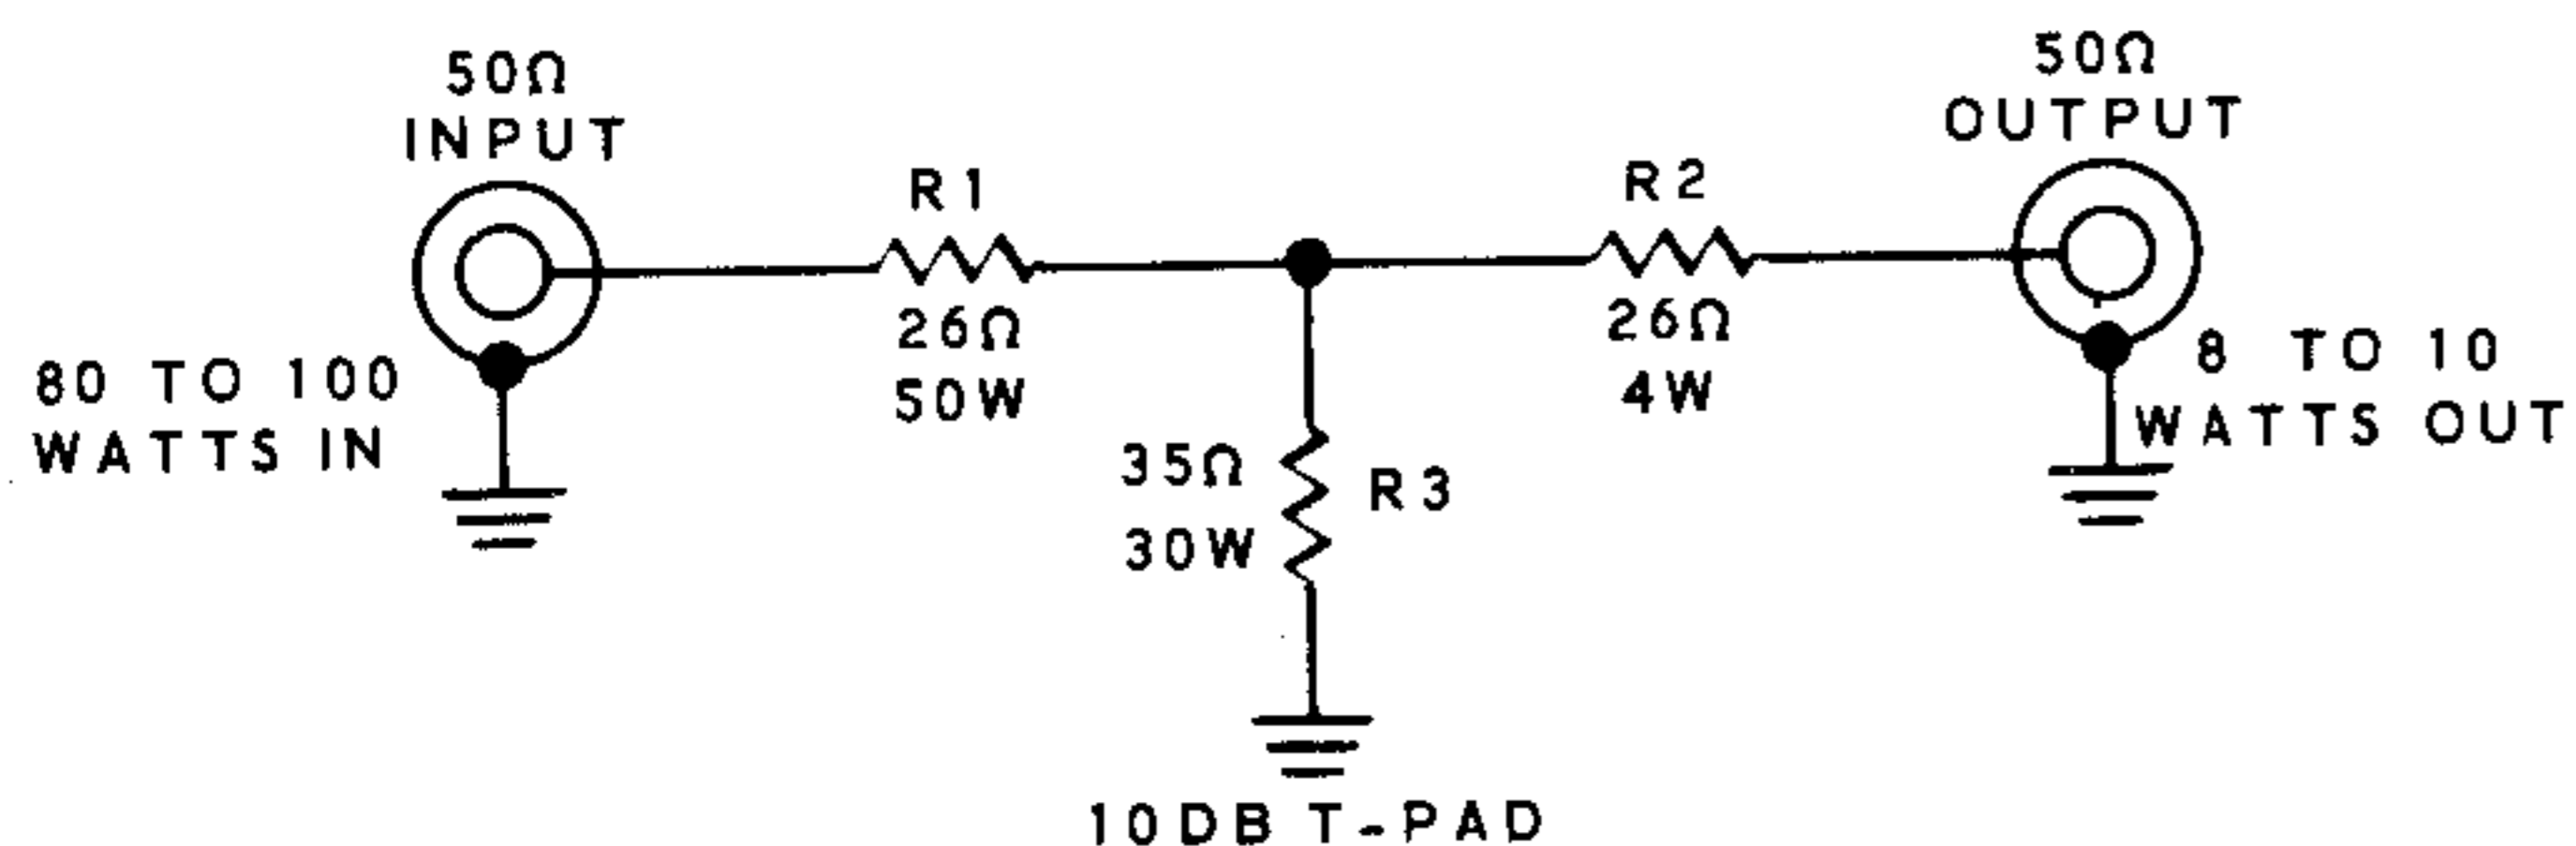 50Ω
INPUT
80 TO 100
WATTS IN
R1
26Ω
50W
R2
26Ω
4W
35Ω
30W
R3
50Ω
OUTPUT
8 TO 10
WATTS OUT
10DB T-PAD